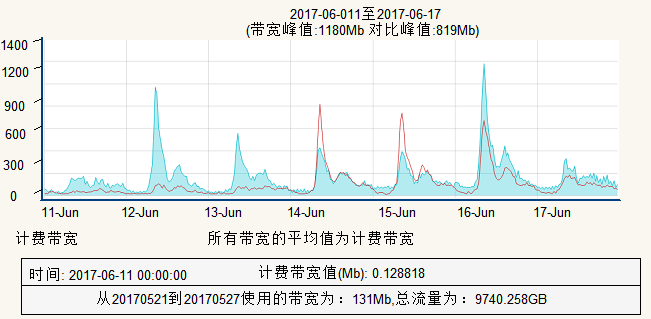 2017-06-011至2017-06-17
(带宽峰值:1180Mb 对比峰值:819Mb)
1400
1200
900
600
300
0
11-Jun 12-Jun 13-Jun 14-Jun 15-Jun 16-Jun 17-Jun
计费带宽 所有带宽的平均值为计费带宽
时间: 2017-06-11 00:00:00 计费带宽值(Mb): 0.128818
从20170521到20170527使用的带宽为：131Mb,总流量为：9740.258GB